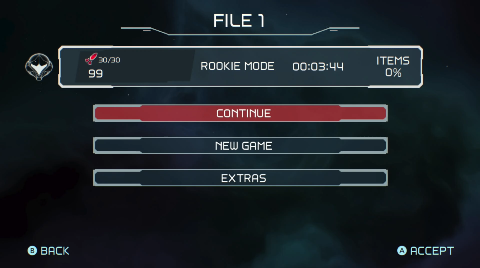 FILE 1
30/30
99
ROOKIE MODE
00:03:44
ITEMS
0%
CONTINUE
NEW GAME
EXTRAS
B BACK
A ACCEPT